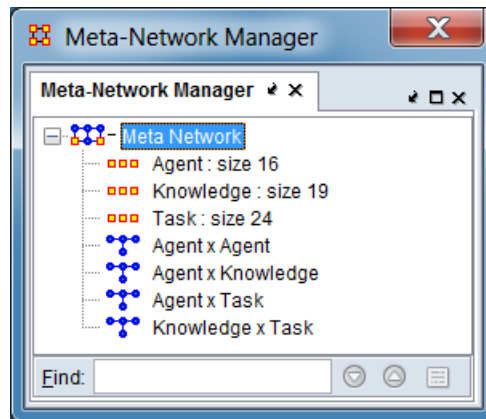 Meta-Network Manager
Meta-Network Manager
Meta Network
Agent : size 16
Knowledge : size 19
Task : size 24
Agent x Agent
Agent x Knowledge
Agent x Task
Knowledge x Task
Find: